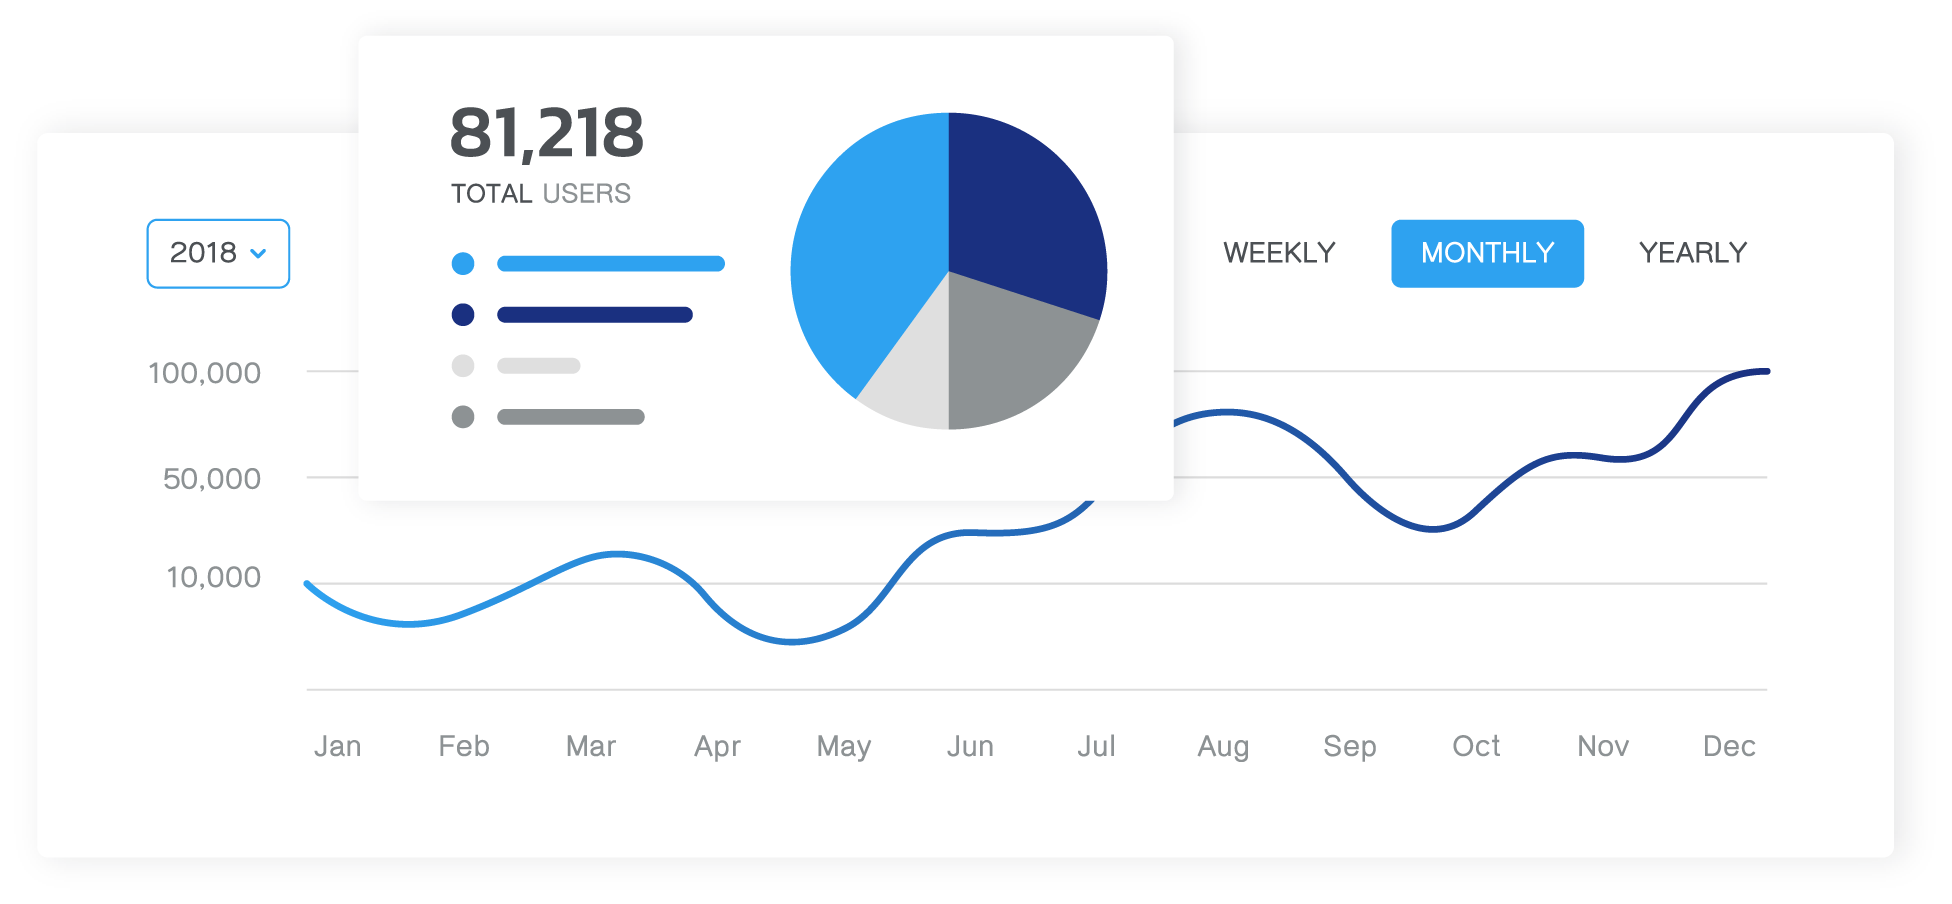 81,218
TOTAL USERS
2018
WEEKLY MONTHLY YEARLY
100,000
50,000
10,000
Jan Feb Mar Apr May Jun Jul Aug Sep Oct Nov Dec